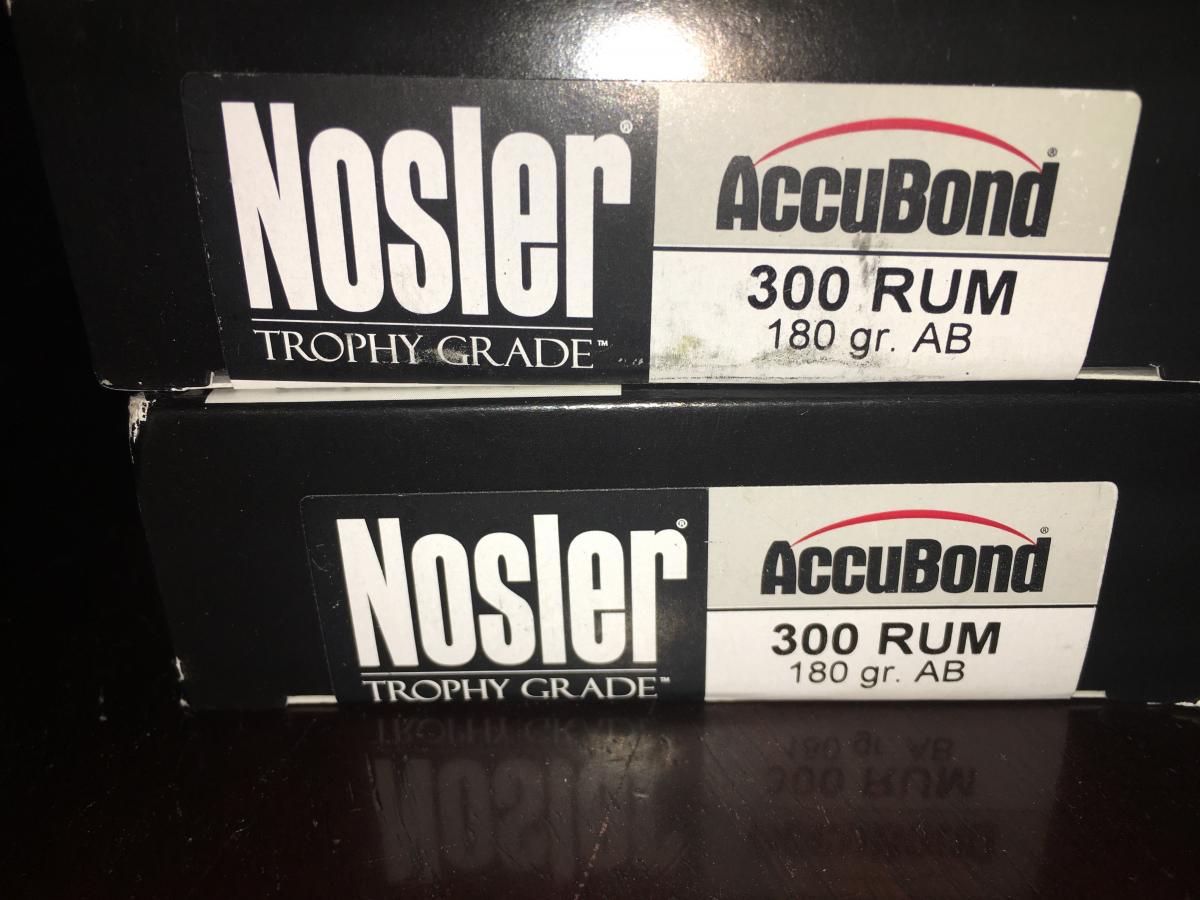 Nosler®
TROPHY GRADE™
AccuBond®
300 RUM
180 gr. AB
Nosler®
TROPHY GRADE™
AccuBond®
300 RUM
180 gr. AB